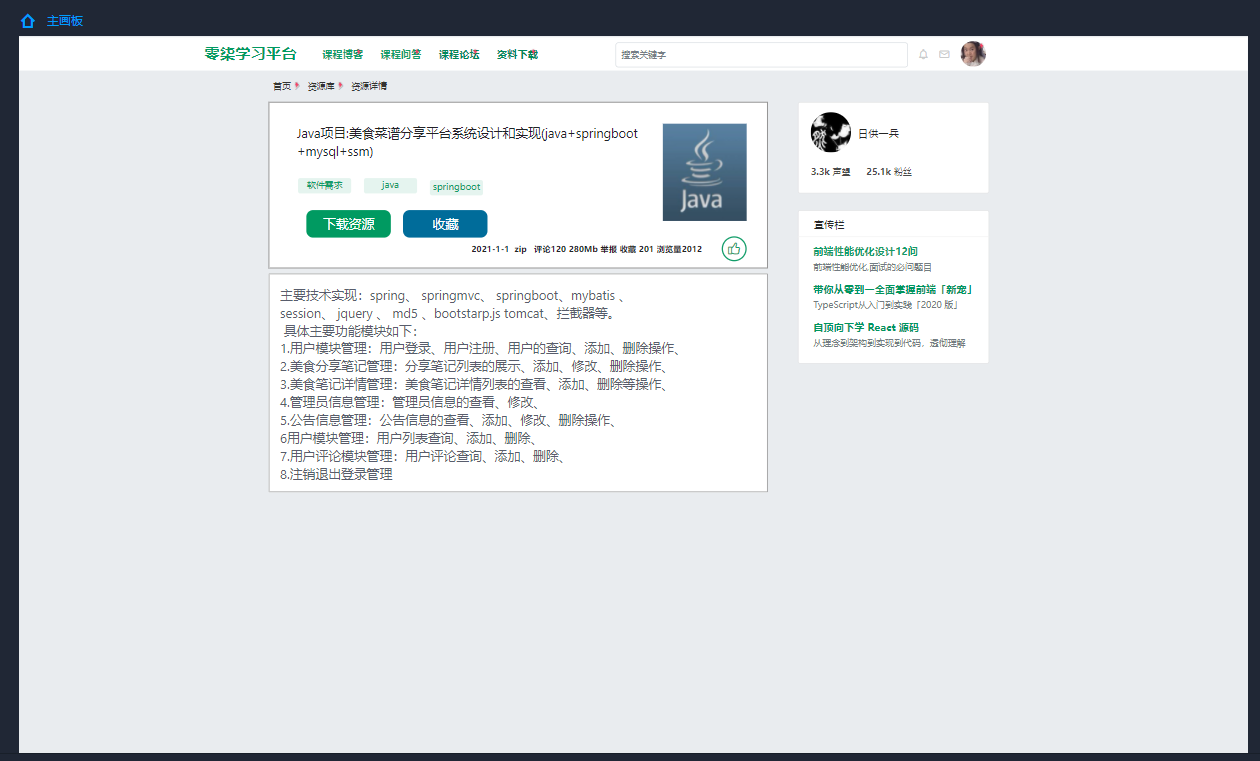 主画板
零柒学习平台 课程博客 课程问答 课程论坛 资料下载 搜索关键字
首页 资源库 资源详情
Java项目:美食菜谱分享平台系统设计和实现(java+springboot
+mysql+ssm)
软件需求 java springboot
下载资源 收藏
2021-1-1 zip 评论120 280Mb 举报 收藏 201 浏览量2012
Java
主要技术实现：spring、 springmvc、 springboot、mybatis 、
session、 jquery 、 md5 、bootstarp.js tomcat、拦截器等。
具体主要功能模块如下：
1.用户模块管理：用户登录、用户注册、用户的查询、添加、删除操作、
2.美食分享笔记管理：分享笔记列表的展示、添加、修改、删除操作、
3.美食笔记详情管理：美食笔记详情列表的查看、添加、删除等操作、
4.管理员信息管理：管理员信息的查看、修改、
5.公告信息管理：公告信息的查看、添加、修改、删除操作、
6用户模块管理：用户列表查询、添加、删除、
7.用户评论模块管理：用户评论查询、添加、删除、
8.注销退出登录管理
日供一兵
3.3k 声望 25.1k 粉丝
宣传栏
前端性能优化设计12问
前端性能优化,面试的必问题目
带你从零到一全面掌握前端「新宠」
TypeScript从入门到实践「2020 版」
自顶向下学 React 源码
从理念到架构到实现到代码，透彻理解